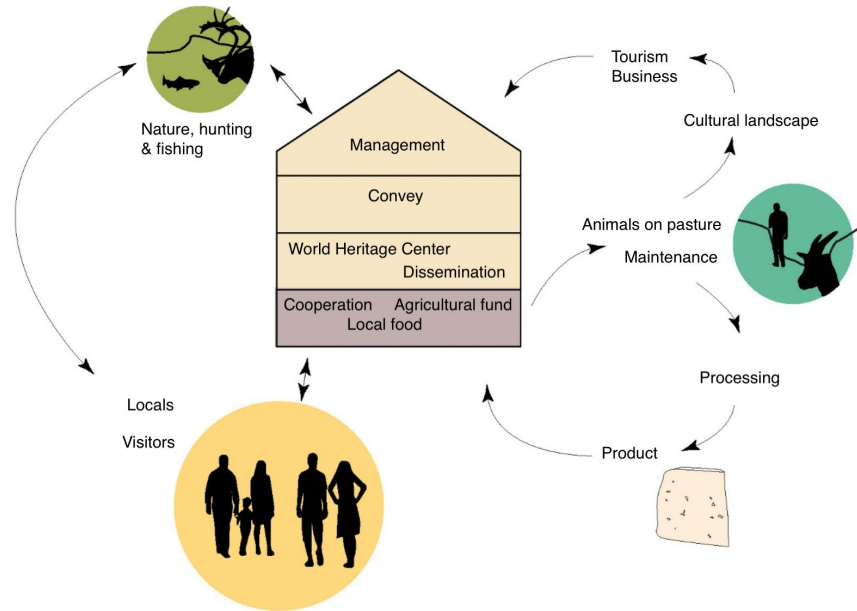 Nature, hunting
& fishing
Management
Convey
World Heritage Center
Dissemination
Cooperation Agricultural fund
Local food
Tourism
Business
Cultural landscape
Animals on pasture
Maintenance
Processing
Product
Locals
Visitors